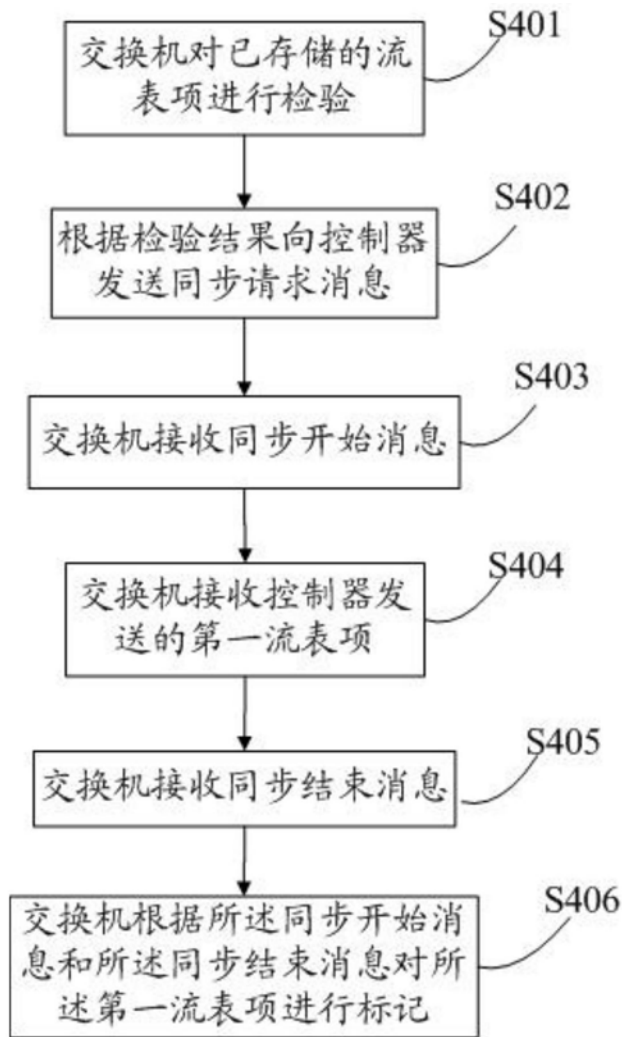 S401
交换机对已存储的流
表项进行检验
S402
根据检验结果向控制器
发送同步请求消息
S403
交换机接收同步开始消息
S404
交换机接收控制器发
送的第一流表项
S405
交换机接收同步结束消息
S406
交换机根据所述同步开始消
息和所述同步结束消息对所
述第一流表项进行标记